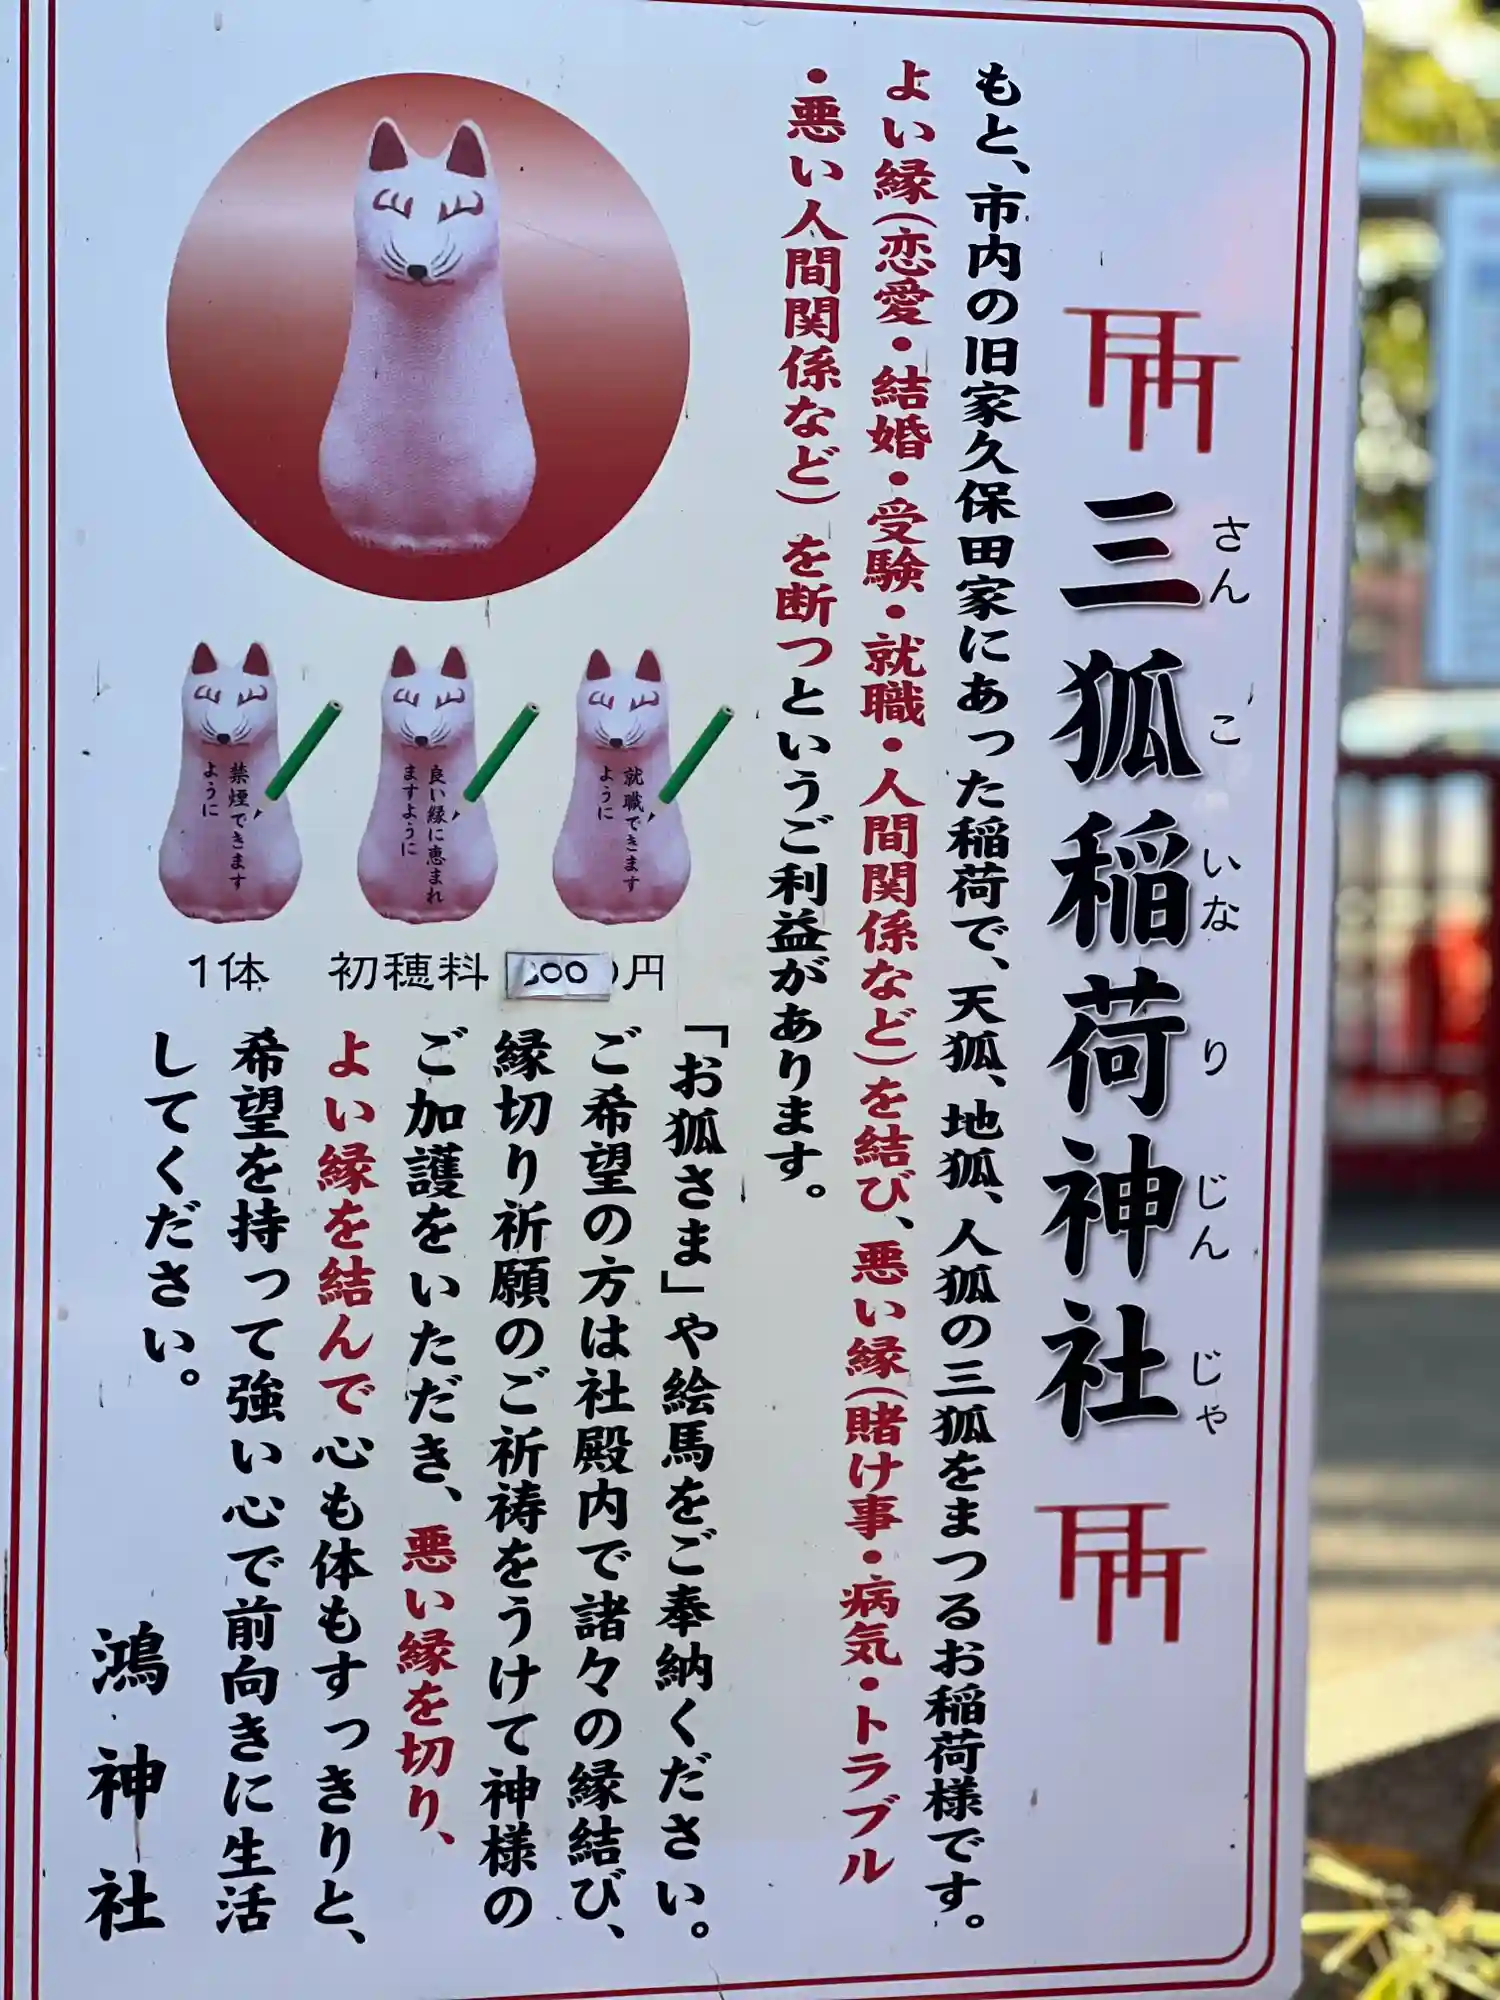 三狐稲荷神社
さんこいなりじんじゃ
もと、市内の旧家久保田家にあった稲荷で、天狐、地狐、人狐の三狐をまつるお稲荷様です。
よい縁(恋愛・結婚・受験・就職・人間関係など)を結び、悪い縁(賭け事・病気・トラブル
・悪い人間関係など)を断つというご利益があります。
禁煙できます
ように
良い縁に恵まれ
ますように
就職できます
ように
1体 初穂料 円
「お狐さま」や絵馬をご奉納ください。
ご希望の方は社殿内で諸々の縁結び、
縁切り祈願のご祈祷をうけて神様の
ご加護をいただき、悪い縁を切り、
よい縁を結んで心も体もすっきりと、
希望を持って強い心で前向きに生活
してください。
鴻神社